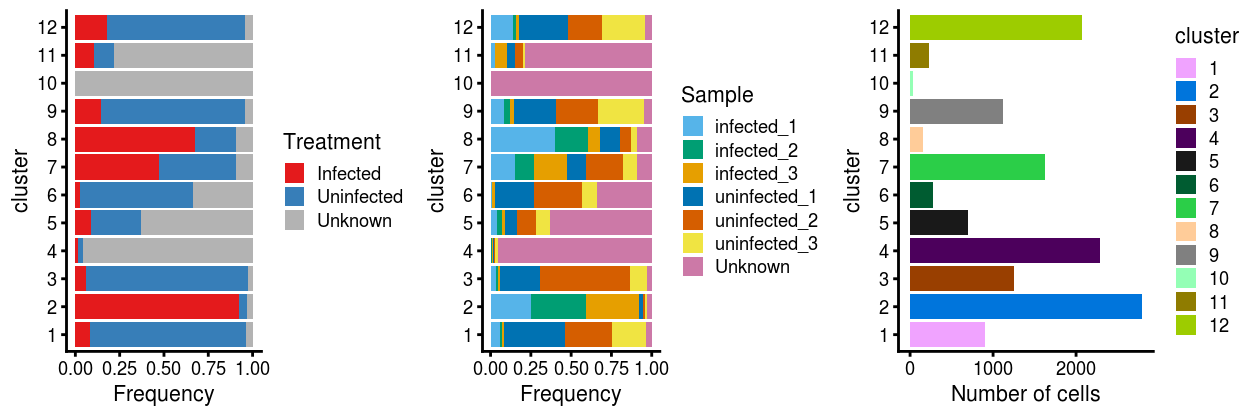 cluster
12
11
10
9
8
7
6
5
4
3
2
1
0.00 0.25 0.50 0.75 1.00
Frequency
Treatment
Infected
Uninfected
Unknown
cluster
12
11
10
9
8
7
6
5
4
3
2
1
0.00 0.25 0.50 0.75 1.00
Frequency
Sample
infected_1
infected_2
infected_3
uninfected_1
uninfected_2
uninfected_3
Unknown
cluster
12
11
10
9
8
7
6
5
4
3
2
1
0 1000 2000
Number of cells
cluster
1
2
3
4
5
6
7
8
9
10
11
12